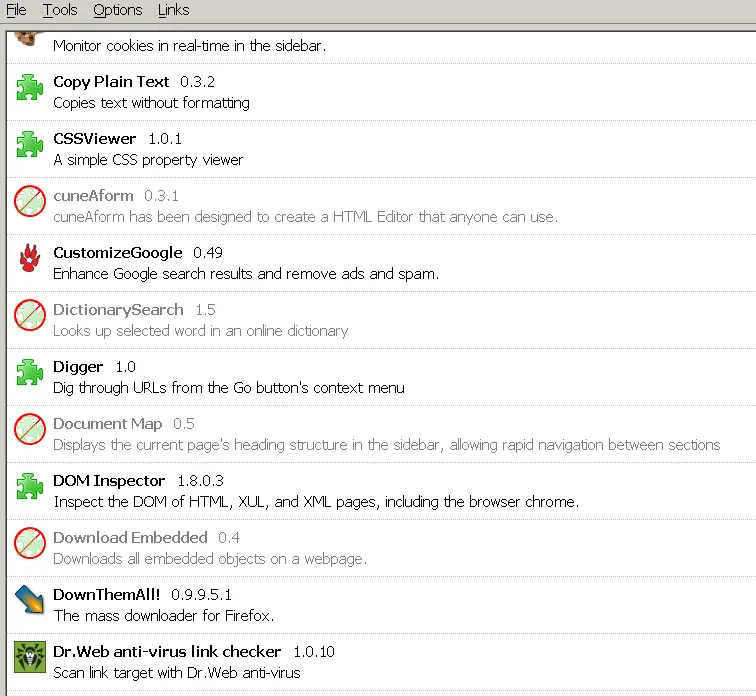 File Tools Options Links
Monitor cookies in real-time in the sidebar.
Copy Plain Text 0.3.2
Copies text without formatting
CSSViewer 1.0.1
A simple CSS property viewer
cuneAform 0.3.1
cuneAform has been designed to create a HTML Editor that anyone can use.
CustomizeGoogle 0.49
Enhance Google search results and remove ads and spam.
DictionarySearch 1.5
Looks up selected word in an online dictionary
Digger 1.0
Dig through URLs from the Go button's context menu
Document Map 0.5
Displays the current page's heading structure in the sidebar, allowing rapid navigation between sections
DOM Inspector 1.8.0.3
Inspect the DOM of HTML, XUL, and XML pages, including the browser chrome.
Download Embedded 0.4
Downloads all embedded objects on a webpage.
DownThemAll! 0.9.9.5.1
The mass downloader for Firefox.
Dr.Web anti-virus link checker 1.0.10
Scan link target with Dr.Web anti-virus